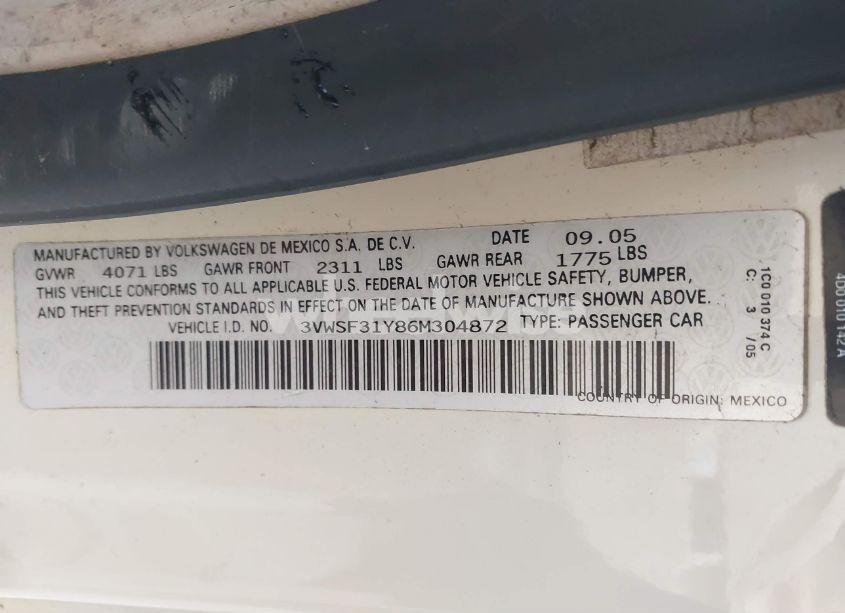 MANUFACTURED BY VOLKSWAGEN DE MEXICO S.A. DE C.V. DATE 09.05
GVWR 4071 LBS GAWR FRONT 2311 LBS GAWR REAR 1775 LBS
THIS VEHICLE CONFORMS TO ALL APPLICABLE U.S. FEDERAL MOTOR VEHICLE SAFETY, BUMPER,
AND THEFT PREVENTION STANDARDS IN EFFECT ON THE DATE OF MANUFACTURE SHOWN ABOVE.
VEHICLE I.D. NO. 3VWSF31Y86M304872 TYPE: PASSENGER CAR
COUNTRY OF ORIGIN: MEXICO
1C0 010 374 C
C: 3 /05
4D0 010 142 A